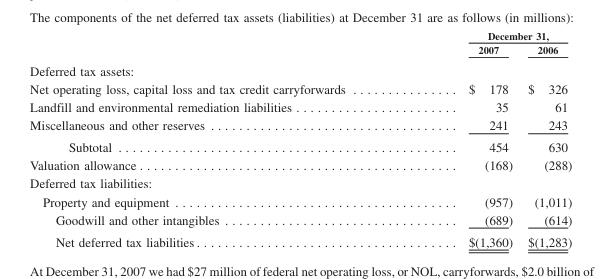 The components of the net deferred tax assets (liabilities) at December 31 are as follows (in millions):
December 31,
2007 2006
Deferred tax assets:
Net operating loss, capital loss and tax credit carryforwards ............... $ 178 $ 326
Landfill and environmental remediation liabilities ....................... 35 61
Miscellaneous and other reserves ................................... 241 243
Subtotal ................................................ 454 630
Valuation allowance ............................................. (168) (288)
Deferred tax liabilities:
Property and equipment ........................................ (957) (1,011)
Goodwill and other intangibles .................................. (689) (614)
Net deferred tax liabilities ..................................... $(1,360) $(1,283)
At December 31, 2007 we had $27 million of federal net operating loss, or NOL, carryforwards, $2.0 billion of